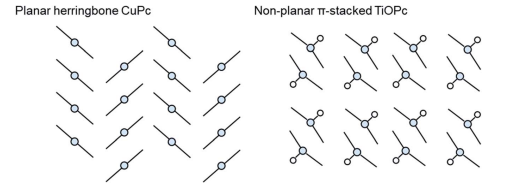 Planar herringbone CuPc
Non-planar π-stacked TiOPc